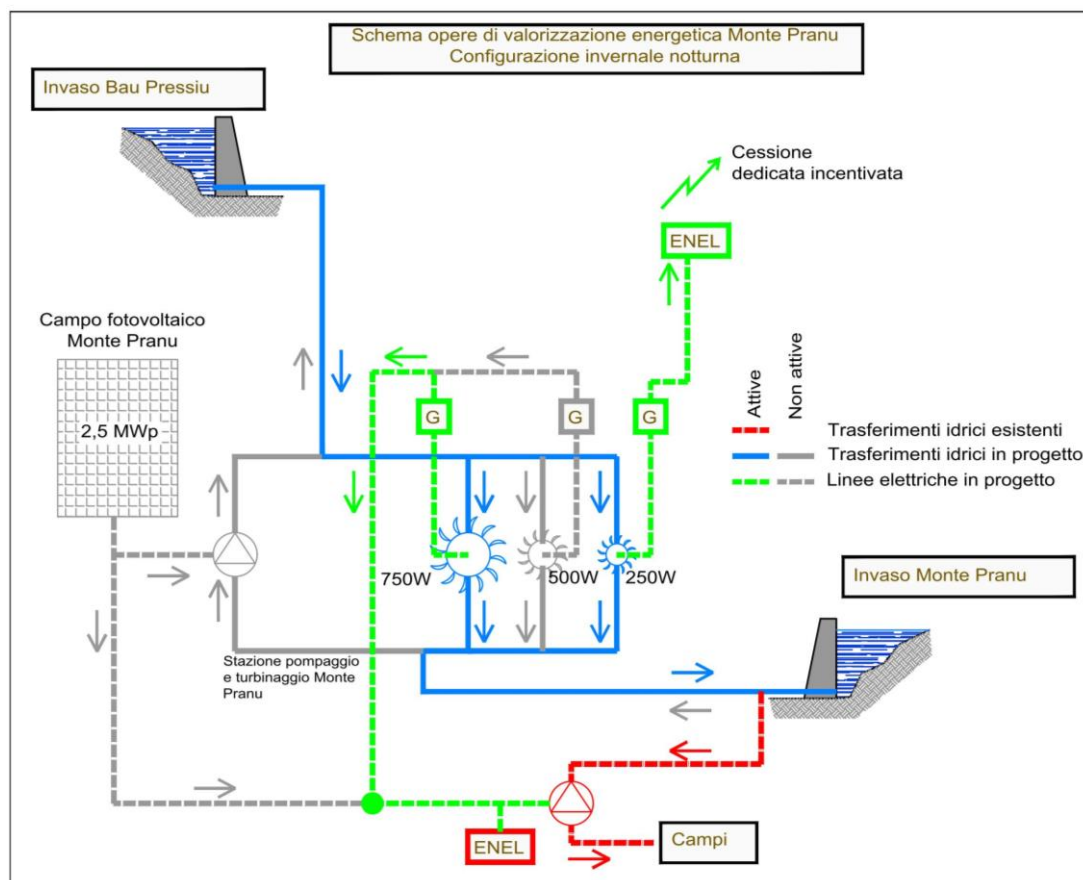 Schema opere di valorizzazione energetica Monte Pranu
Configurazione invernale notturna
Invaso Bau Pressiu
Cessione
dedicata incentivata
ENEL
Campo fotovoltaico
Monte Pranu
2,5 MWp
G
G
G
Attive
Non attive
Trasferimenti idrici esistenti
Trasferimenti idrici in progetto
Linee elettriche in progetto
750W
500W
250W
Invaso Monte Pranu
Stazione pompaggio
e turbinaggio Monte
Pranu
ENEL
Campi